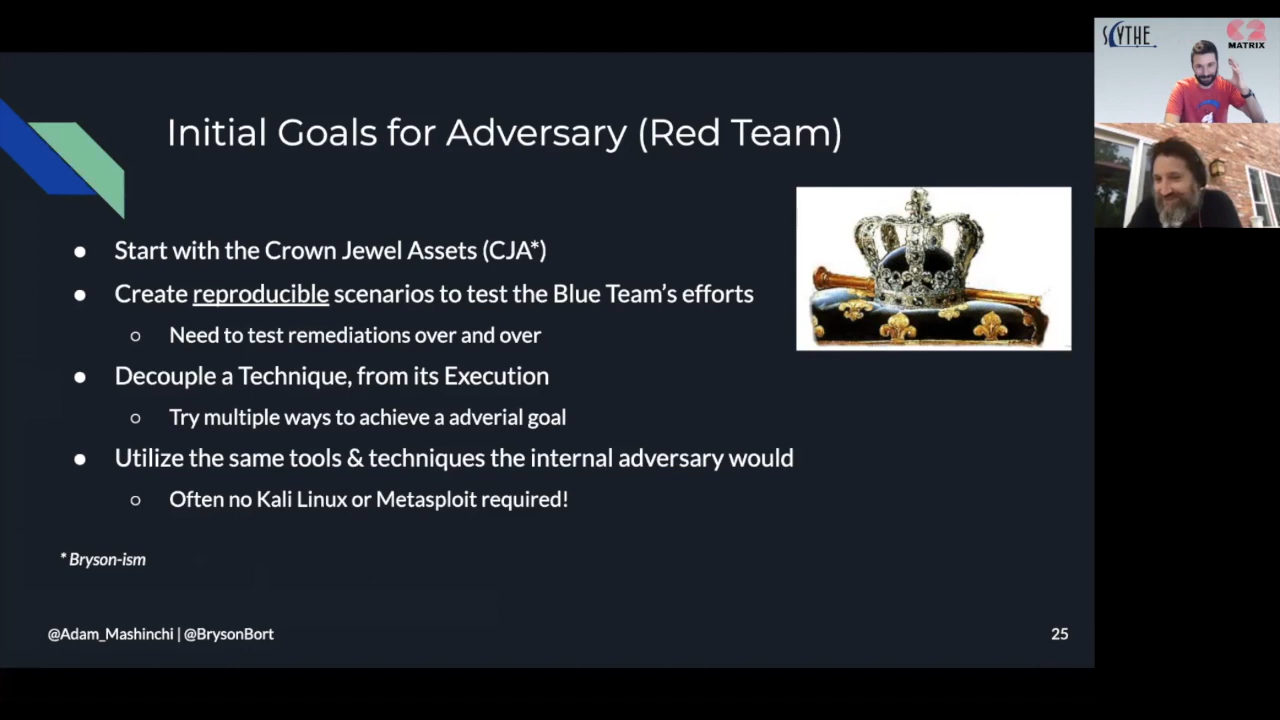 SCYTHE
C2
MATRIX
Initial Goals for Adversary (Red Team)
● Start with the Crown Jewel Assets (CJA*)
● Create reproducible scenarios to test the Blue Team's efforts
○ Need to test remediations over and over
● Decouple a Technique, from its Execution
○ Try multiple ways to achieve a adverial goal
● Utilize the same tools & techniques the internal adversary would
○ Often no Kali Linux or Metasploit required!
* Bryson-ism
@Adam_Mashinchi | @BrysonBort
25